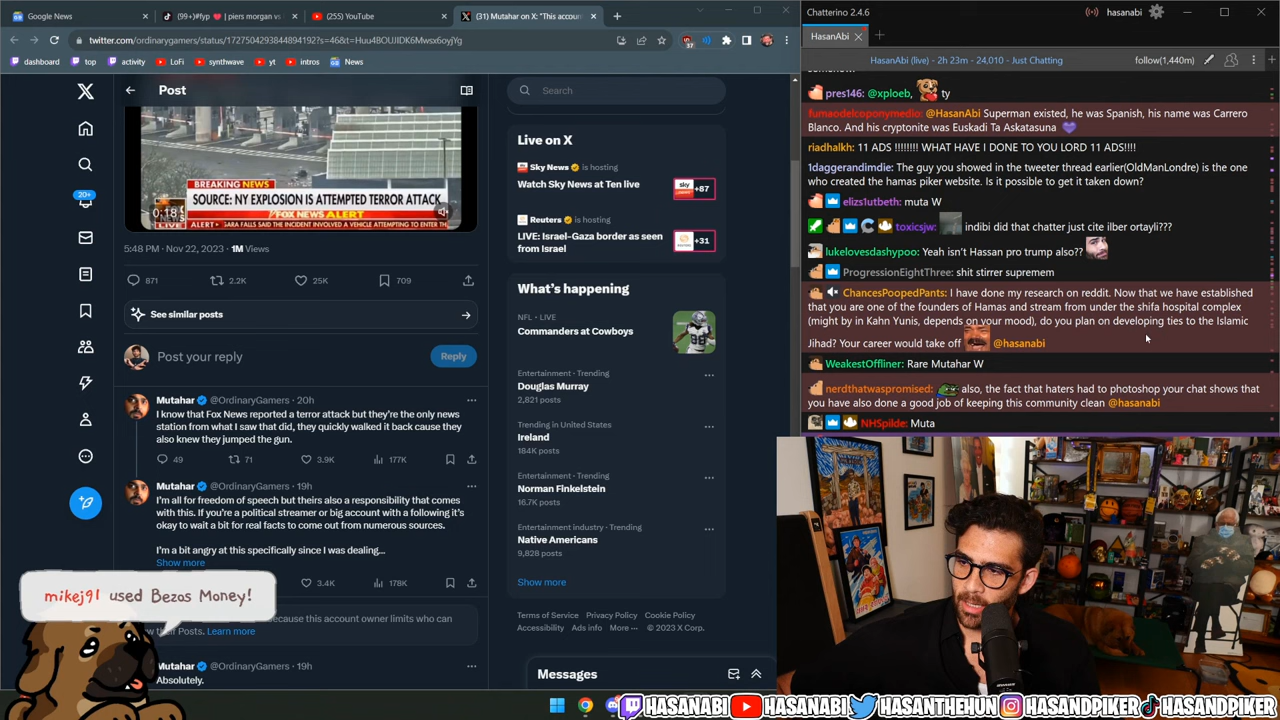 Google News
(99+)#fyp ❤️ | piers morgan vs
(255) YouTube
(31) Mutahar on X: "This accoun
twitter.com/ordinarygamers/status/1727504293844894192?s=46&t=Huu4BOUJIDK6Mwsx6oyjYg
37
dashboard
top
activity
LoFi
synthwave
yt
intros
News
Post
BREAKING NEWS
SOURCE: NY EXPLOSION IS ATTEMPTED TERROR ATTACK
0:18
FOX NEWS ALERT
ALERT
SARA FALLS SAID THE INCIDENT INVOLVED A VEHICLE ATTEMPTING TO ENTER TH
5:48 PM · Nov 22, 2023 · 1M Views
871
2.2K
25K
709
See similar posts
20+
Post your reply
Reply
Mutahar @OrdinaryGamers · 20h
I know that Fox News reported a terror attack but they're the only news
station from what I saw that did, they quickly walked it back cause they
also knew they jumped the gun.
49
71
3.9K
177K
Mutahar @OrdinaryGamers · 19h
I'm all for freedom of speech but theirs also a responsibility that comes
with this. If you're a political streamer or big account with a following it's
okay to wait a bit for real facts to come out from numerous sources.
I'm a bit angry at this specifically since I was dealing...
Show more
3.4K
178K
because this account owner limits who can
their Posts. Learn more
Mutahar @OrdinaryGamers · 19h
Absolutely.
mikej91 used Bezos Money!
Search
Live on X
Sky News is hosting
Watch Sky News at Ten live
sky
+87
Reuters is hosting
LIVE: Israel-Gaza border as seen
from Israel
+31
What's happening
NFL · LIVE
Commanders at Cowboys
Entertainment · Trending
Douglas Murray
2,821 posts
Trending in United States
Ireland
184K posts
Entertainment · Trending
Norman Finkelstein
16.7K posts
Entertainment industry · Trending
Native Americans
9,828 posts
Show more
Terms of Service Privacy Policy Cookie Policy
Accessibility Ads info More ··· © 2023 X Corp.
Messages
Chatterino 2.4.6
hasanabi
HasanAbi
HasanAbi (live) - 2h 23m - 24,010 - Just Chatting
follow(1,440m)
pres146: @xploeb, ty
fumaodelcoponymedio: @HasanAbi Superman existed, he was Spanish, his name was Carrero
Blanco. And his cryptonite was Euskadi Ta Askatasuna 💜
riadhalkh: 11 ADS !!!!!!!! WHAT HAVE I DONE TO YOU LORD 11 ADS!!!!
1daggerandimdie: The guy you showed in the tweeter thread earlier(OldManLondre) is the one
who created the hamas piker website. Is it possible to get it taken down?
elizs1utbeth: muta W
toxicsjw: indibi did that chatter just cite ilber ortayli???
lukelovesdashypoo: Yeah isn't Hassan pro trump also??
ProgressionEightThree: shit stirrer supremem
ChancesPoopedPants: I have done my research on reddit. Now that we have established
that you are one of the founders of Hamas and stream from under the shifa hospital complex
(might by in Kahn Yunis, depends on your mood), do you plan on developing ties to the Islamic
Jihad? Your career would take off @hasanabi
WeakestOffliner: Rare Mutahar W
nerdthatwaspromised: also, the fact that haters had to photoshop your chat shows that
you have also done a good job of keeping this community clean @hasanabi
NHSpilde: Muta
HASANABI
HASANABI
HASANTHEHUN
HASANDPIKER
HASANDPIKER